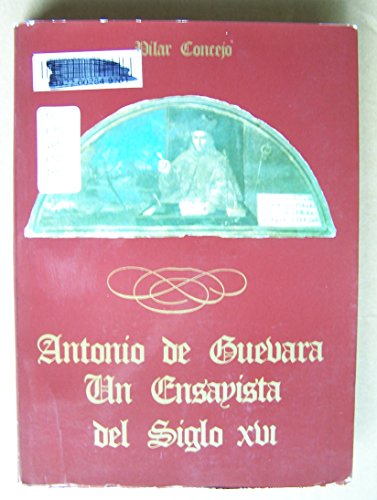 Pilar Concejo
Antonio de Guevara
Un Ensayista
del Siglo XVI